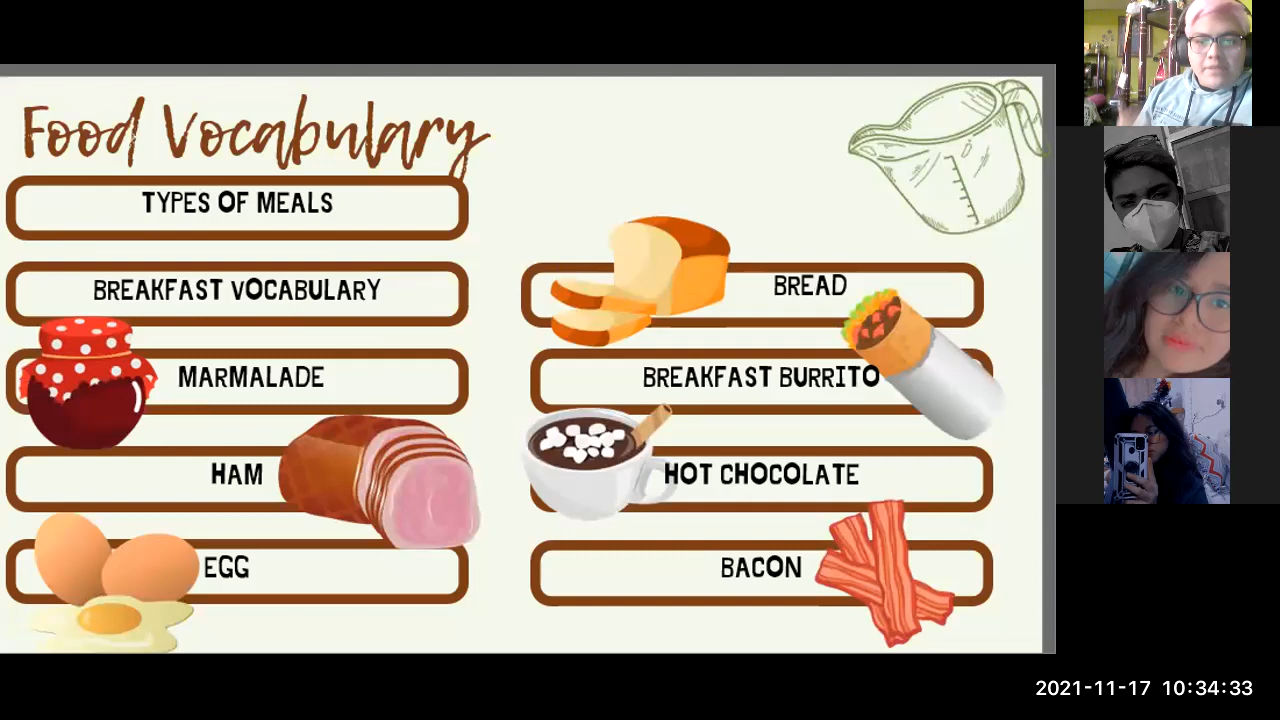 Food Vocabulary
TYPES OF MEALS
BREAKFAST VOCABULARY
MARMALADE
HAM
EGG
BREAD
BREAKFAST BURRITO
HOT CHOCOLATE
BACON
2021-11-17 10:34:33